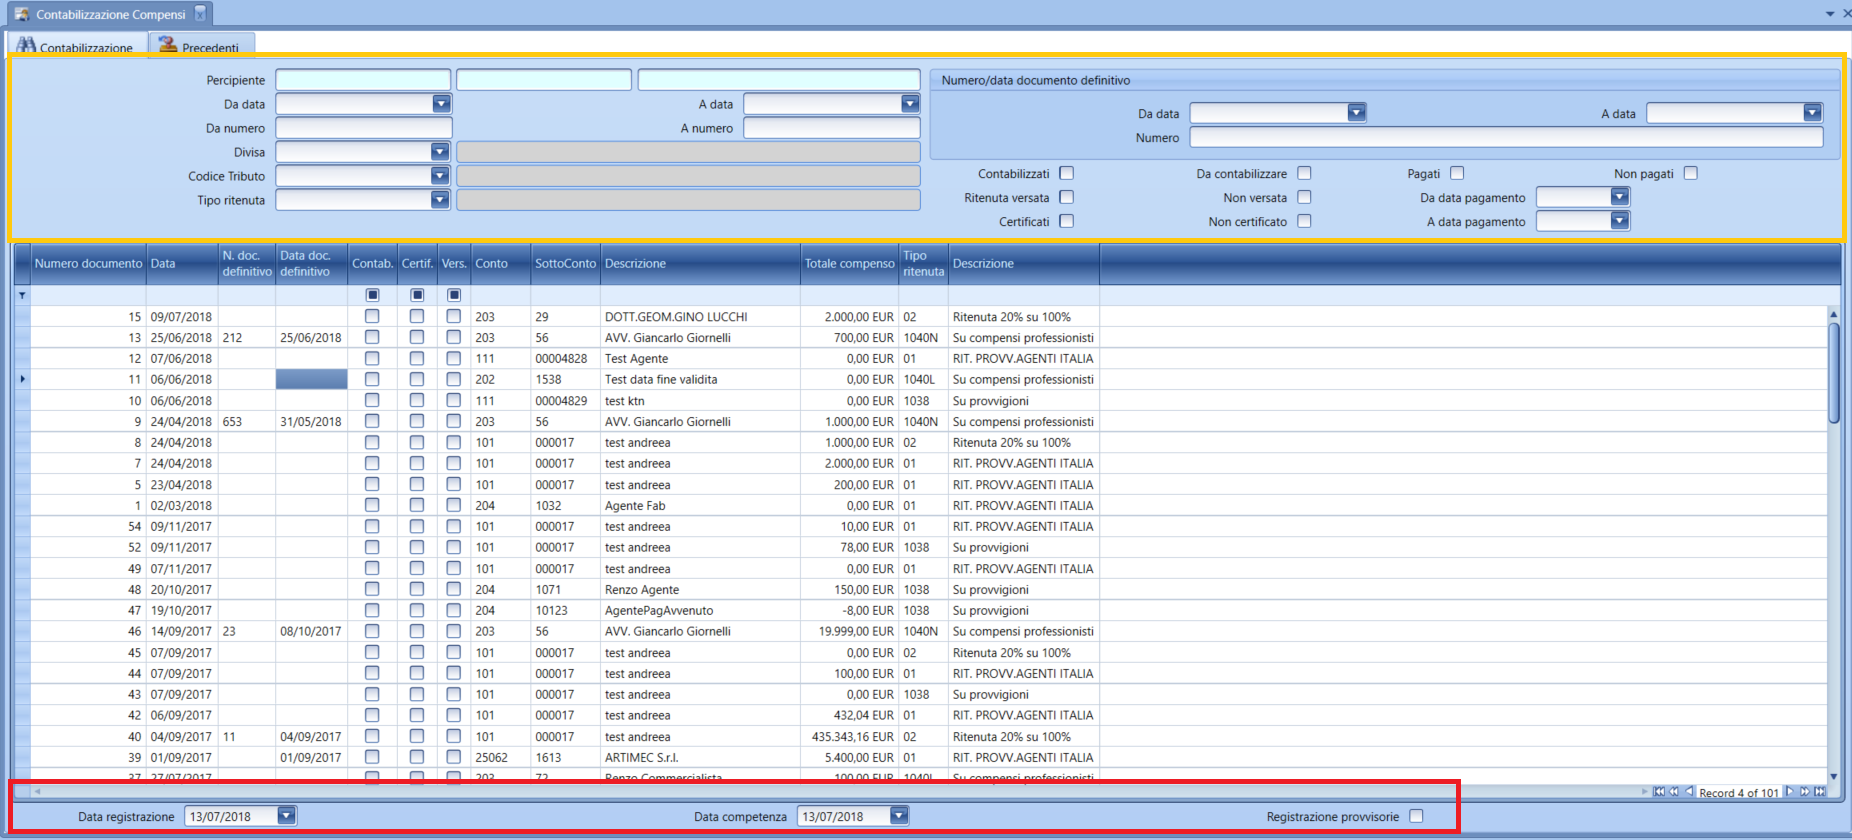 Contabilizzazione Compensi
Contabilizzazione Precedenti
Percipiente
Da data A data
Da numero A numero
Divisa
Codice Tributo
Tipo ritenuta
Numero/data documento definitivo
Da data A data
Numero
Contabilizzati Da contabilizzare Pagati Non pagati
Ritenuta versata Non versata Da data pagamento
Certificati Non certificato A data pagamento
Numero documento Data N. doc. definitivo Data doc. definitivo Contab. Certif. Vers. Conto SottoConto Descrizione Totale compenso Tipo ritenuta Descrizione
15 09/07/2018 203 29 DOTT.GEOM.GINO LUCCHI 2.000,00 EUR 02 Ritenuta 20% su 100%
13 25/06/2018 212 25/06/2018 203 56 AVV. Giancarlo Giornelli 700,00 EUR 1040N Su compensi professionisti
12 07/06/2018 111 00004828 Test Agente 0,00 EUR 01 RIT. PROVV.AGENTI ITALIA
11 06/06/2018 202 1538 Test data fine validita 0,00 EUR 1040L Su compensi professionisti
10 06/06/2018 111 00004829 test ktn 0,00 EUR 1038 Su provvigioni
9 24/04/2018 653 31/05/2018 203 56 AVV. Giancarlo Giornelli 1.000,00 EUR 1040N Su compensi professionisti
8 24/04/2018 101 000017 test andreea 1.000,00 EUR 02 Ritenuta 20% su 100%
7 24/04/2018 101 000017 test andreea 2.000,00 EUR 01 RIT. PROVV.AGENTI ITALIA
5 23/04/2018 101 000017 test andreea 200,00 EUR 01 RIT. PROVV.AGENTI ITALIA
1 02/03/2018 204 1032 Agente Fab 0,00 EUR 01 RIT. PROVV.AGENTI ITALIA
54 09/11/2017 101 000017 test andreea 10,00 EUR 01 RIT. PROVV.AGENTI ITALIA
52 09/11/2017 101 000017 test andreea 78,00 EUR 1038 Su provvigioni
49 07/11/2017 101 000017 test andreea 0,00 EUR 01 RIT. PROVV.AGENTI ITALIA
48 20/10/2017 204 1071 Renzo Agente 150,00 EUR 1038 Su provvigioni
47 19/10/2017 204 10123 AgentePagAvvenuto -8,00 EUR 1038 Su provvigioni
46 14/09/2017 23 08/10/2017 203 56 AVV. Giancarlo Giornelli 19.999,00 EUR 1040N Su compensi professionisti
45 07/09/2017 101 000017 test andreea 0,00 EUR 02 Ritenuta 20% su 100%
44 07/09/2017 101 000017 test andreea 100,00 EUR 01 RIT. PROVV.AGENTI ITALIA
43 07/09/2017 101 000017 test andreea 0,00 EUR 1038 Su provvigioni
42 06/09/2017 101 000017 test andreea 432,04 EUR 01 RIT. PROVV.AGENTI ITALIA
40 04/09/2017 11 04/09/2017 101 000017 test andreea 435.343,16 EUR 02 Ritenuta 20% su 100%
39 01/09/2017 01/09/2017 25062 1613 ARTIMEC S.r.l. 5.400,00 EUR 01 RIT. PROVV.AGENTI ITALIA
37 27/07/2017 203 72 Renzo Commercialista 100,00 EUR 1040L Su compensi professionisti
Record 4 of 101
Data registrazione 13/07/2018 Data competenza 13/07/2018 Registrazione provvisorie